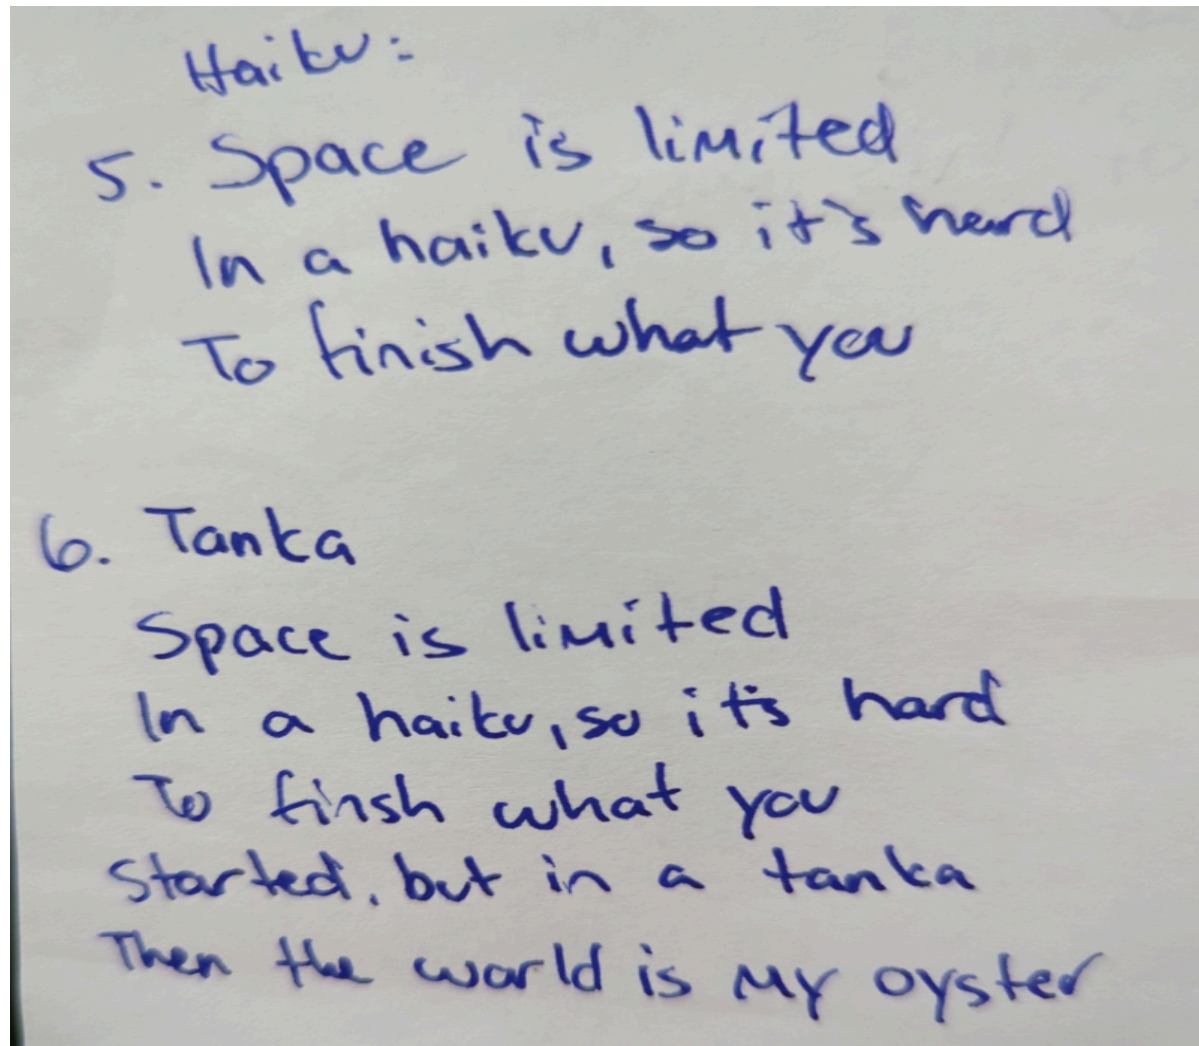 Haiku:
5. Space is limited
In a haiku, so it's hard
To finish what you
6. Tanka
Space is limited
In a haiku, so it's hard
To finsh what you
Started, but in a tanka
Then the world is my oyster